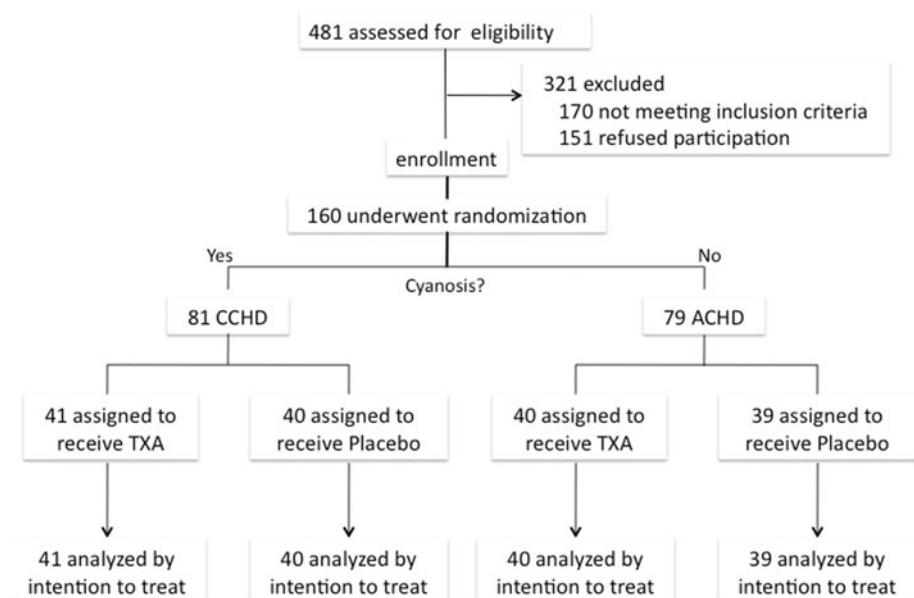 481 assessed for eligibility
321 excluded
170 not meeting inclusion criteria
151 refused participation
enrollment
160 underwent randomization
Yes
No
Cyanosis?
81 CCHD
79 ACHD
41 assigned to
receive TXA
40 assigned to
receive Placebo
40 assigned to
receive TXA
39 assigned to
receive Placebo
41 analyzed by
intention to treat
40 analyzed by
intention to treat
40 analyzed by
intention to treat
39 analyzed by
intention to treat